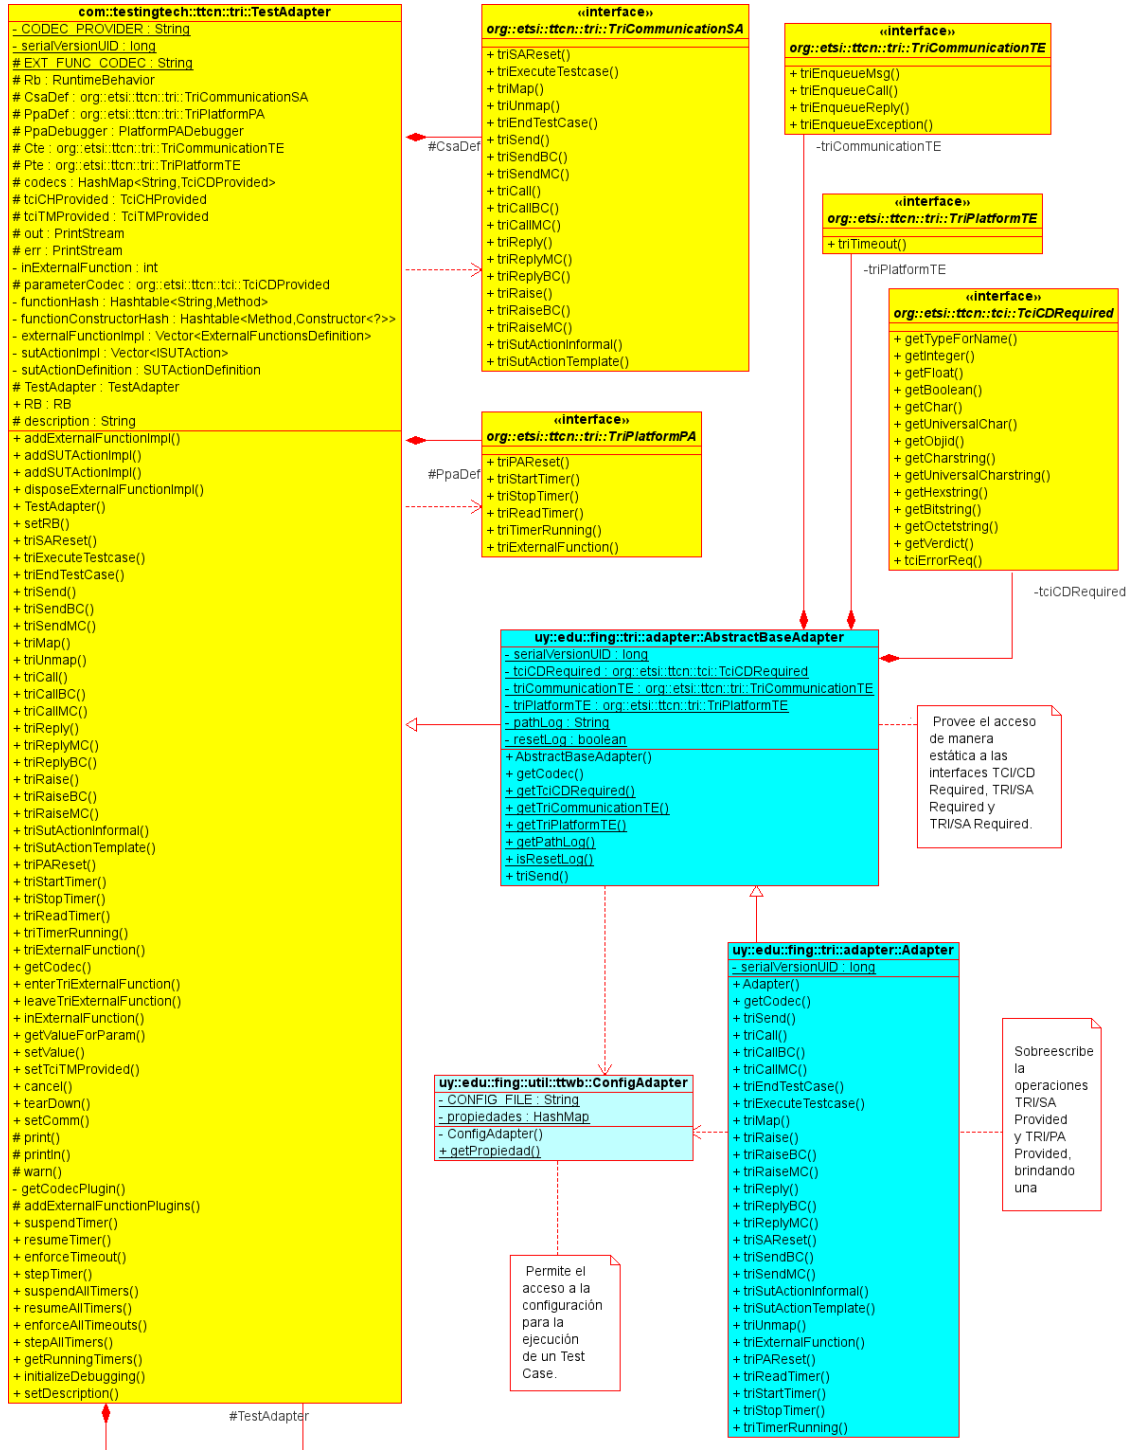 com::testingtech::ttcn::tri::TestAdapter
- CODEC_PROVIDER : String
- serialVersionUID : long
# EXT_FUNC_CODEC : String
# Rb : RuntimeBehavior
# CsaDef : org::etsi::ttcn::tri::TriCommunicationSA
# PpaDef : org::etsi::ttcn::tri::TriPlatformPA
# PpaDebugger : PlatformPADebugger
# Cte : org::etsi::ttcn::tri::TriCommunicationTE
# Pte : org::etsi::ttcn::tri::TriPlatformTE
# codecs : HashMap<String,TciCDProvided>
# tciCHProvided : TciCHProvided
# tciTMProvided : TciTMProvided
# out : PrintStream
# err : PrintStream
- inExternalFunction : int
# parameterCodec : org::etsi::ttcn::tci::TciCDProvided
- functionHash : Hashtable<String,Method>
- functionConstructorHash : Hashtable<Method,Constructor<?>>
- externalFunctionImpl : Vector<ExternalFunctionsDefinition>
- sutActionImpl : Vector<ISUTAction>
- sutActionDefinition : SUTActionDefinition
# TestAdapter : TestAdapter
+ RB : RB
# description : String
+ addExternalFunctionImpl()
+ addSUTActionImpl()
+ addSUTActionImpl()
+ disposeExternalFunctionImpl()
+ TestAdapter()
+ setRB()
+ triSAReset()
+ triExecuteTestcase()
+ triEndTestCase()
+ triSend()
+ triSendBC()
+ triSendMC()
+ triMap()
+ triUnmap()
+ triCall()
+ triCallBC()
+ triCallMC()
+ triReply()
+ triReplyMC()
+ triReplyBC()
+ triRaise()
+ triRaiseBC()
+ triRaiseMC()
+ triSutActionInformal()
+ triSutActionTemplate()
+ triPAReset()
+ triStartTimer()
+ triStopTimer()
+ triReadTimer()
+ triTimerRunning()
+ triExternalFunction()
+ getCodec()
+ enterTriExternalFunction()
+ leaveTriExternalFunction()
+ inExternalFunction()
+ getValueForParam()
+ setValue()
+ setTciTMProvided()
+ cancel()
+ tearDown()
+ setComm()
# print()
# println()
# warn()
- getCodecPlugin()
# addExternalFunctionPlugins()
+ suspendTimer()
+ resumeTimer()
+ enforceTimeout()
+ stepTimer()
+ suspendAllTimers()
+ resumeAllTimers()
+ enforceAllTimeouts()
+ stepAllTimers()
+ getRunningTimers()
+ initializeDebugging()
+ setDescription()
#TestAdapter
«interface»
org::etsi::ttcn::tri::TriCommunicationSA
+ triSAReset()
+ triExecuteTestcase()
+ triMap()
+ triUnmap()
+ triEndTestCase()
+ triSend()
+ triSendBC()
+ triSendMC()
+ triCall()
+ triCallBC()
+ triCallMC()
+ triReply()
+ triReplyMC()
+ triReplyBC()
+ triRaise()
+ triRaiseBC()
+ triRaiseMC()
+ triSutActionInformal()
+ triSutActionTemplate()
#CsaDef
«interface»
org::etsi::ttcn::tri::TriPlatformPA
+ triPAReset()
+ triStartTimer()
+ triStopTimer()
+ triReadTimer()
+ triTimerRunning()
+ triExternalFunction()
#PpaDef
«interface»
org::etsi::ttcn::tri::TriCommunicationTE
+ triEnqueueMsg()
+ triEnqueueCall()
+ triEnqueueReply()
+ triEnqueueException()
-triCommunicationTE
«interface»
org::etsi::ttcn::tri::TriPlatformTE
+ triTimeout()
-triPlatformTE
«interface»
org::etsi::ttcn::tci::TciCDRequired
+ getTypeForName()
+ getInteger()
+ getFloat()
+ getBoolean()
+ getChar()
+ getUniversalChar()
+ getObjid()
+ getCharstring()
+ getUniversalCharstring()
+ getHexstring()
+ getBitstring()
+ getOctetstring()
+ getVerdict()
+ tciErrorReq()
-tciCDRequired
uy::edu::fing::tri::adapter::AbstractBaseAdapter
- serialVersionUID : long
- tciCDRequired : org::etsi::ttcn::tci::TciCDRequired
- triCommunicationTE : org::etsi::ttcn::tri::TriCommunicationTE
- triPlatformTE : org::etsi::ttcn::tri::TriPlatformTE
- pathLog : String
- resetLog : boolean
+ AbstractBaseAdapter()
+ getCodec()
+ getTciCDRequired()
+ getTriCommunicationTE()
+ getTriPlatformTE()
+ getPathLog()
+ isResetLog()
+ triSend()
Provee el acceso
de manera
estática a las
interfaces TCI/CD
Required, TRI/SA
Required y
TRI/SA Required.
uy::edu::fing::tri::adapter::Adapter
- serialVersionUID : long
+ Adapter()
+ getCodec()
+ triSend()
+ triCall()
+ triCallBC()
+ triCallMC()
+ triEndTestCase()
+ triExecuteTestcase()
+ triMap()
+ triRaise()
+ triRaiseBC()
+ triRaiseMC()
+ triReply()
+ triReplyBC()
+ triReplyMC()
+ triSAReset()
+ triSendBC()
+ triSendMC()
+ triSutActionInformal()
+ triSutActionTemplate()
+ triUnmap()
+ triExternalFunction()
+ triPAReset()
+ triReadTimer()
+ triStartTimer()
+ triStopTimer()
+ triTimerRunning()
Sobreescribe
la
operaciones
TRI/SA
Provided
y TRI/PA
Provided,
brindando
una
uy::edu::fing::util::ttwb::ConfigAdapter
- CONFIG_FILE : String
- propiedades : HashMap
- ConfigAdapter()
+ getPropiedad()
Permite el
acceso a la
configuración
para la
ejecución
de un Test
Case.